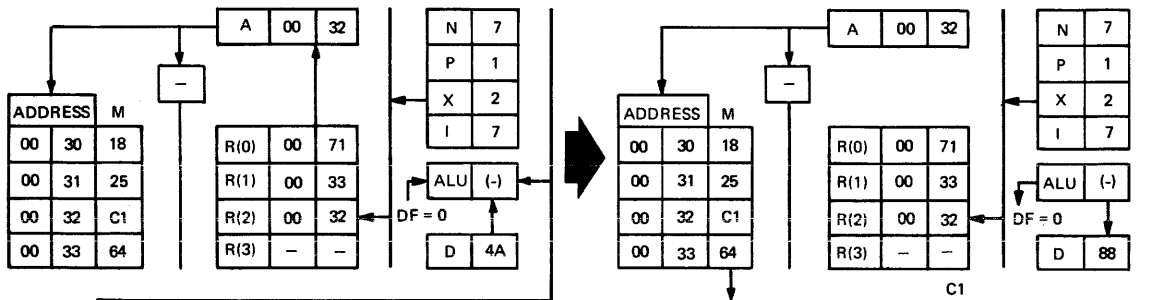 A 00 32
N 7
P 1
X 2
I 7
–
ADDRESS M
00 30 18
00 31 25
00 32 C1
00 33 64
R(0) 00 71
R(1) 00 33
R(2) 00 32
R(3) – –
ALU (-)
DF = 0
D 4A
A 00 32
N 7
P 1
X 2
I 7
–
ADDRESS M
00 30 18
00 31 25
00 32 C1
00 33 64
R(0) 00 71
R(1) 00 33
R(2) 00 32
R(3) – –
ALU (-)
DF = 0
D 88
C1